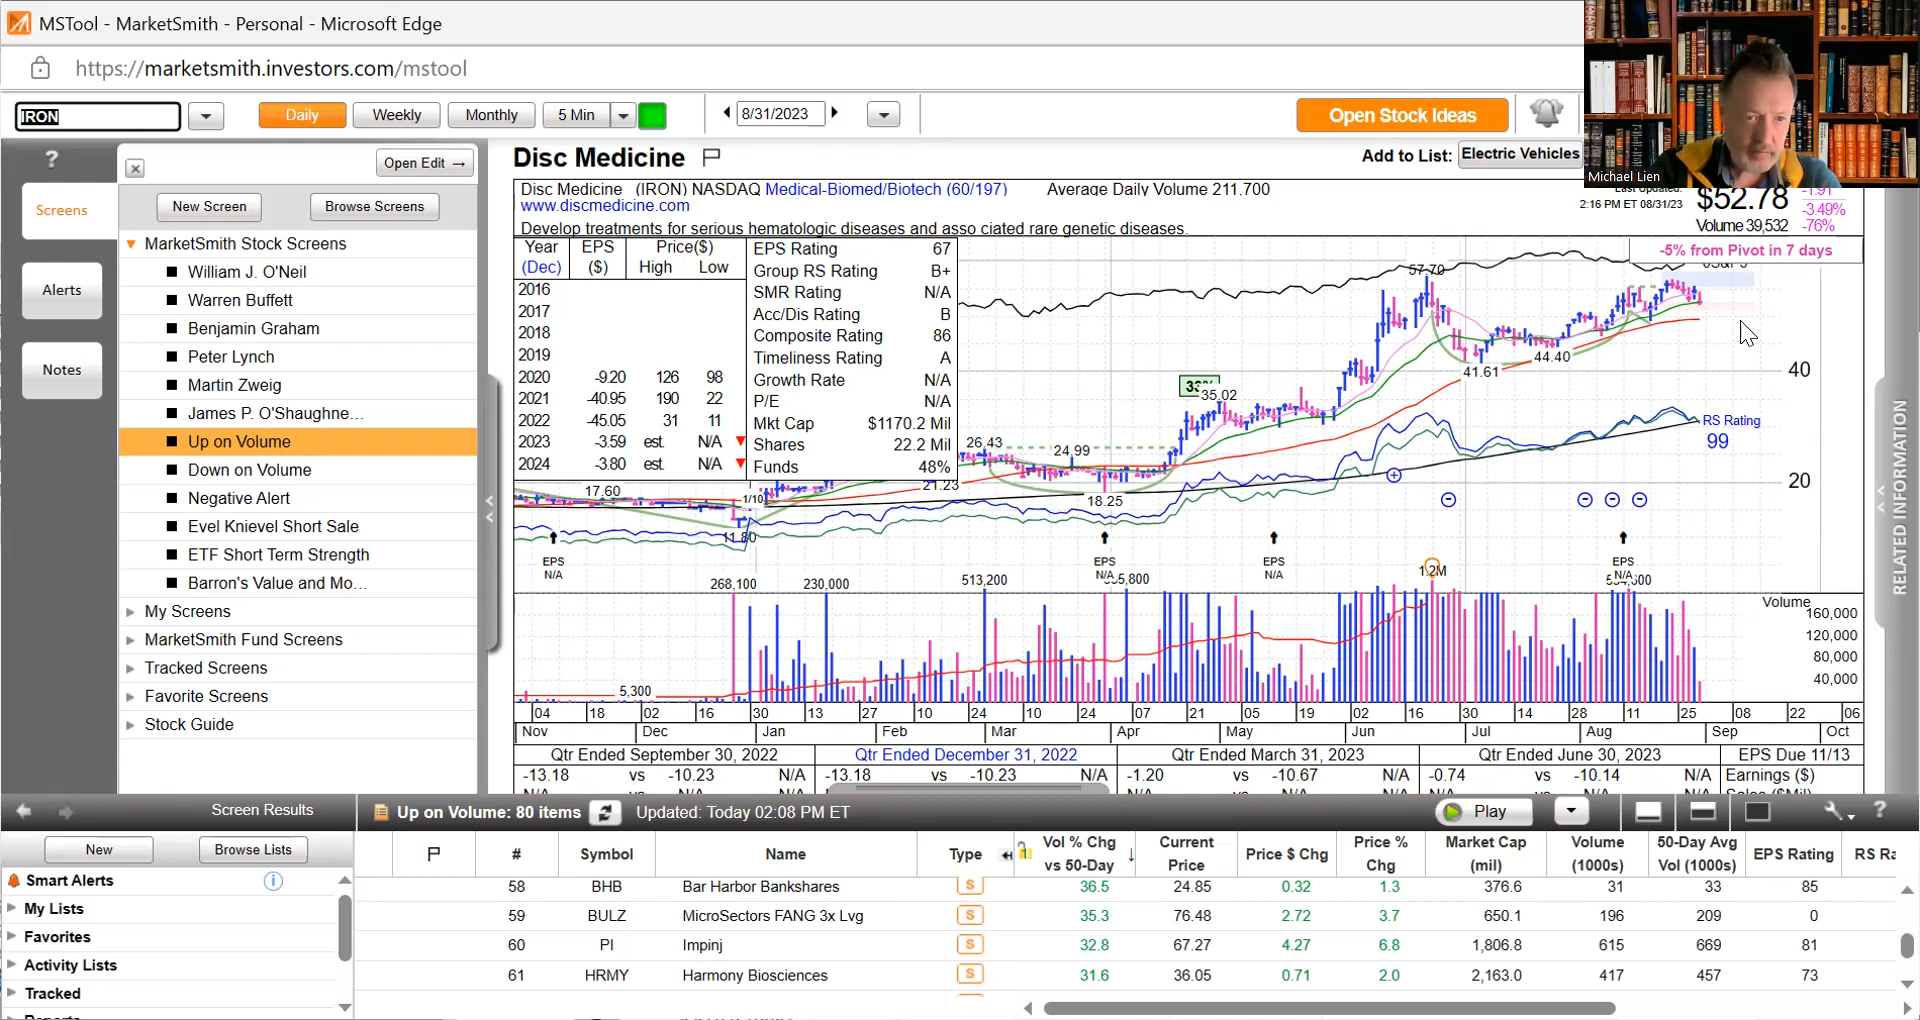 MSTool - MarketSmith - Personal - Microsoft Edge
https://marketsmith.investors.com/mstool
IRON
Daily
Weekly
Monthly
5 Min
8/31/2023
Open Stock Ideas
Michael Lien
?
Open Edit →
Screens
Alerts
Notes
New Screen
Browse Screens
MarketSmith Stock Screens
William J. O'Neil
Warren Buffett
Benjamin Graham
Peter Lynch
Martin Zweig
James P. O'Shaughne…
Up on Volume
Down on Volume
Negative Alert
Evel Knievel Short Sale
ETF Short Term Strength
Barron's Value and Mo…
My Screens
MarketSmith Fund Screens
Tracked Screens
Favorite Screens
Stock Guide
Disc Medicine
Add to List: Electric Vehicles
Disc Medicine (IRON) NASDAQ Medical-Biomed/Biotech (60/197) Average Daily Volume 211.700
www.discmedicine.com
Develop treatments for serious hematologic diseases and asso ciated rare genetic diseases.
Last Updated:
2:16 PM ET 08/31/23
$52.78
-1.91
-3.49%
Volume 39,532 -76%
-5% from Pivot in 7 days
Year EPS Price($)
(Dec) ($) High Low
2016
2017
2018
2019
2020 -9.20 126 98
2021 -40.95 190 22
2022 -45.05 31 11
2023 -3.59 est. N/A
2024 -3.80 est. N/A
EPS Rating 67
Group RS Rating B+
SMR Rating N/A
Acc/Dis Rating B
Composite Rating 86
Timeliness Rating A
Growth Rate N/A
P/E N/A
Mkt Cap $1170.2 Mil
Shares 22.2 Mil
Funds 48%
57.70
41.61
44.40
35.02
26.43
24.99
21.23
18.25
17.60
1/10
11.80
40
20
RS Rating
99
EPS N/A
EPS N/A
EPS N/A
EPS N/A
268,100
230,000
513,200
1.2M
5,300
Volume
160,000
120,000
80,000
40,000
04 18 02 16 30 13 27 10 24 10 24 07 21 05 19 02 16 30 14 28 11 25 08 22 06
Nov Dec Jan Feb Mar Apr May Jun Jul Aug Sep Oct
Qtr Ended September 30, 2022 Qtr Ended December 31, 2022 Qtr Ended March 31, 2023 Qtr Ended June 30, 2023 EPS Due 11/13
-13.18 vs -10.23 N/A -13.18 vs -10.23 N/A -1.20 vs -10.67 N/A -0.74 vs -10.14 N/A Earnings ($)
RELATED INFORMATION
Screen Results
Up on Volume: 80 items
Updated: Today 02:08 PM ET
Play
?
New
Browse Lists
Smart Alerts
My Lists
Favorites
Activity Lists
Tracked
# Symbol Name Type Vol % Chg vs 50-Day Current Price Price $ Chg Price % Chg Market Cap (mil) Volume (1000s) 50-Day Avg Vol (1000s) EPS Rating RS Ra
58 BHB Bar Harbor Bankshares S 36.5 24.85 0.32 1.3 376.6 31 33 85
59 BULZ MicroSectors FANG 3x Lvg S 35.3 76.48 2.72 3.7 650.1 196 209 0
60 PI Impinj S 32.8 67.27 4.27 6.8 1,806.8 615 669 81
61 HRMY Harmony Biosciences S 31.6 36.05 0.71 2.0 2,163.0 417 457 73